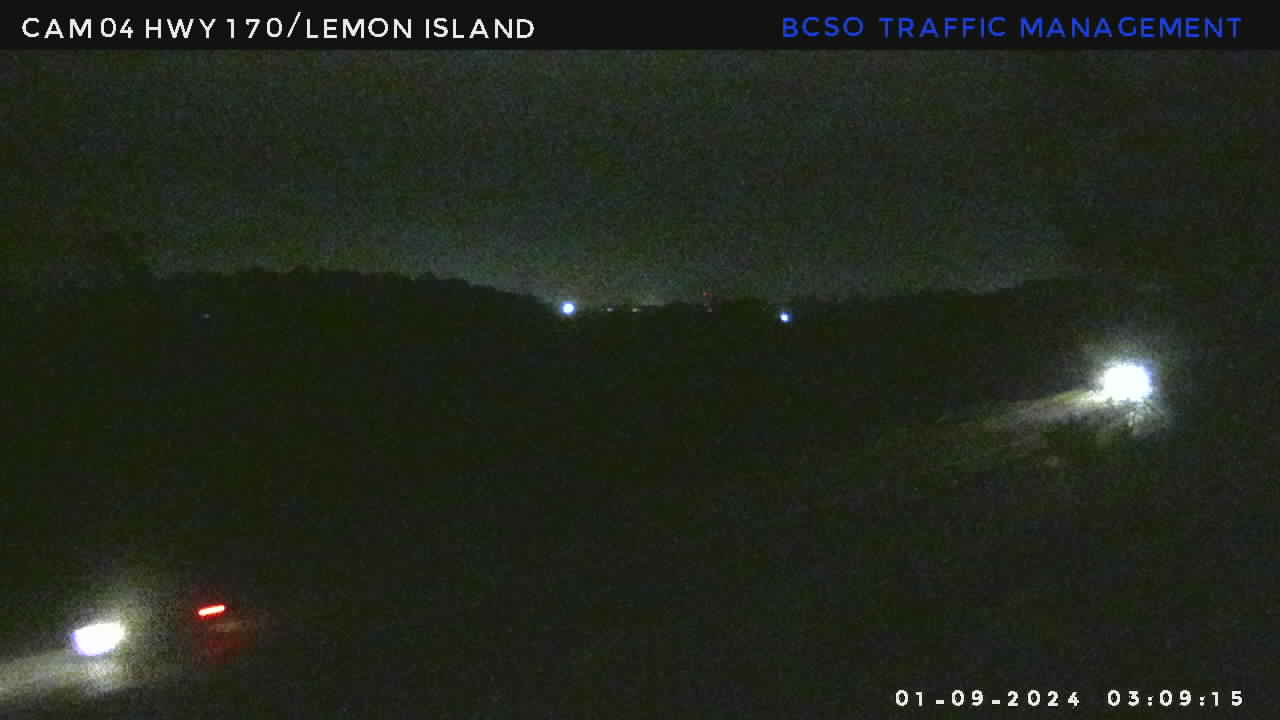 CAM04 HWY 170/LEMON ISLAND
BCSO TRAFFIC MANAGEMENT
01-09-2024 03:09:15